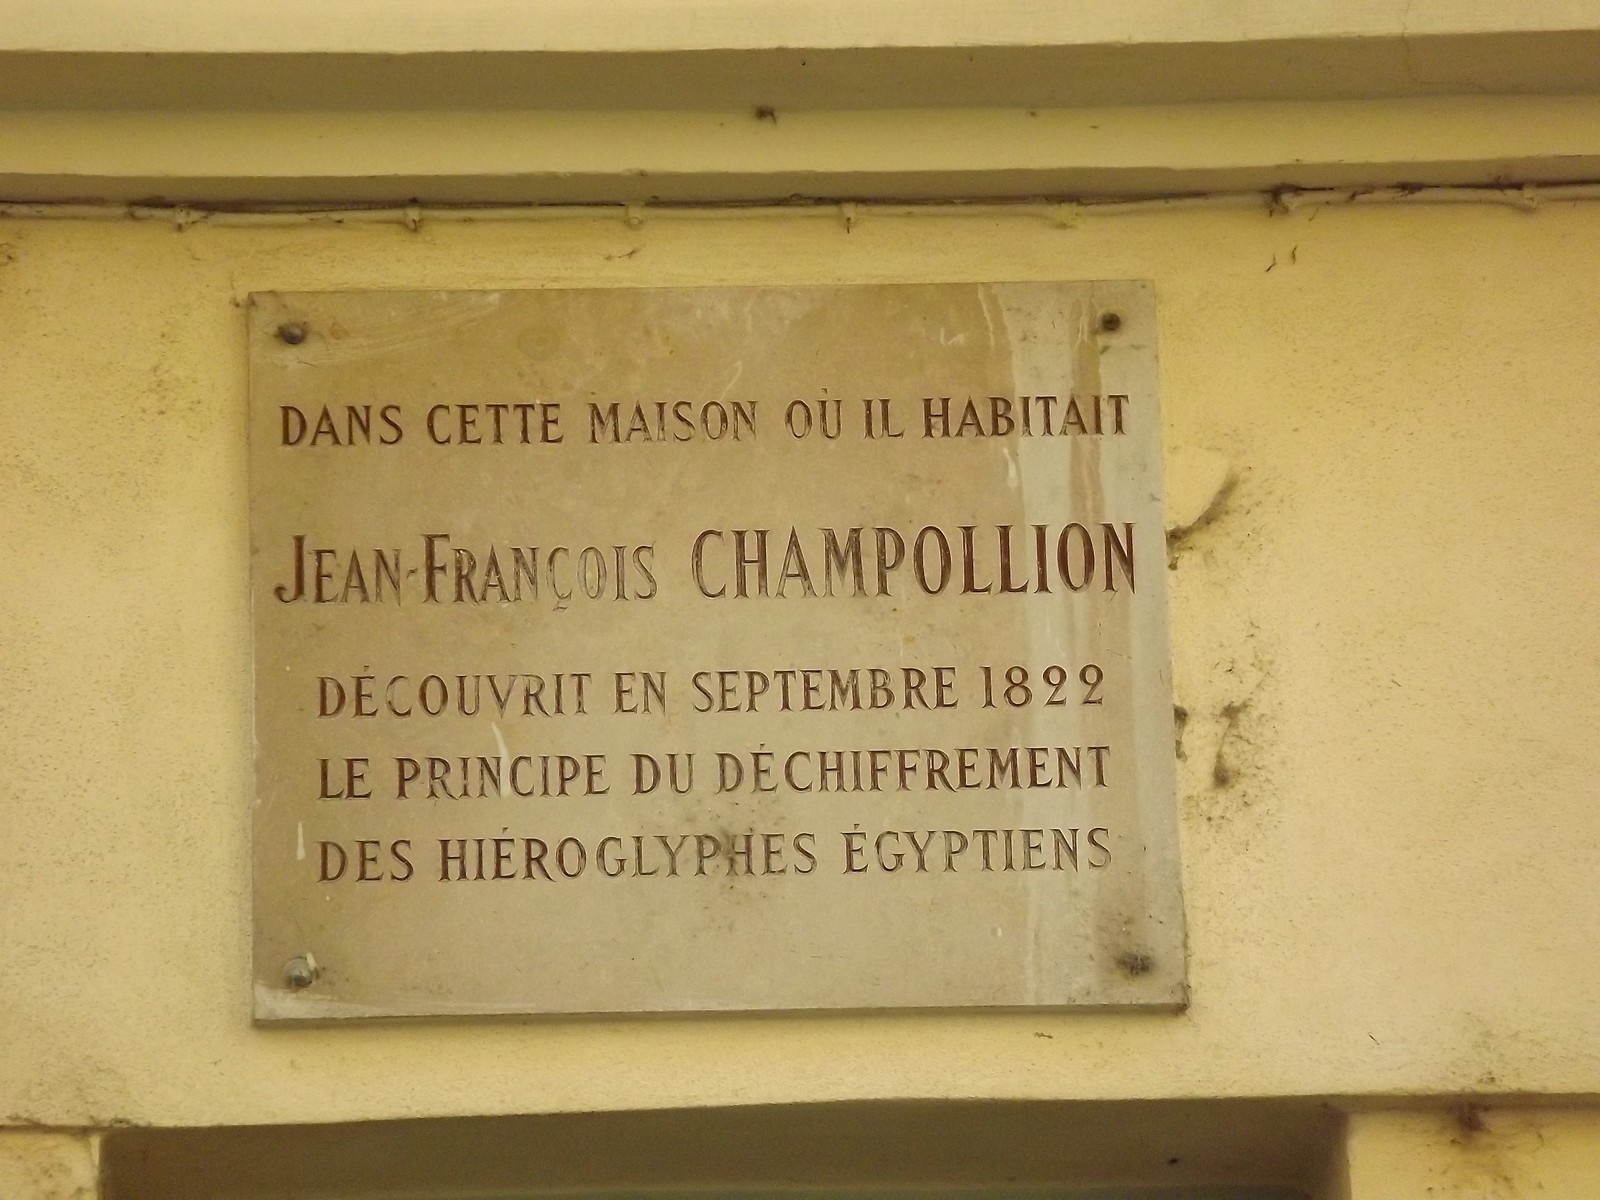 DANS CETTE MAISON OÙ IL HABITAIT
JEAN-FRANÇOIS CHAMPOLLION
DÉCOUVRIT EN SEPTEMBRE 1822
LE PRINCIPE DU DÉCHIFFREMENT
DES HIÉROGLYPHES ÉGYPTIENS